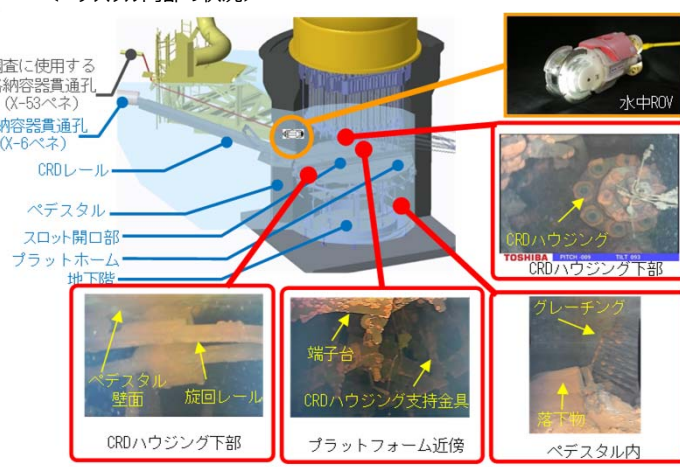 調査に使用する
格納容器貫通孔
(X-53ペネ)
納容器貫通孔
(X-6ペネ)
CRDレール
ペデスタル
スロット開口部
プラットホーム
地下階
水中ROV
CRDハウジング
TOSHIBA PITCH 009 TILT 093
CRDハウジング下部
ペデスタル
壁面
旋回レール
CRDハウジング下部
端子台
CRDハウジング支持金具
プラットフォーム近傍
グレーチング
落下物
ペデスタル内